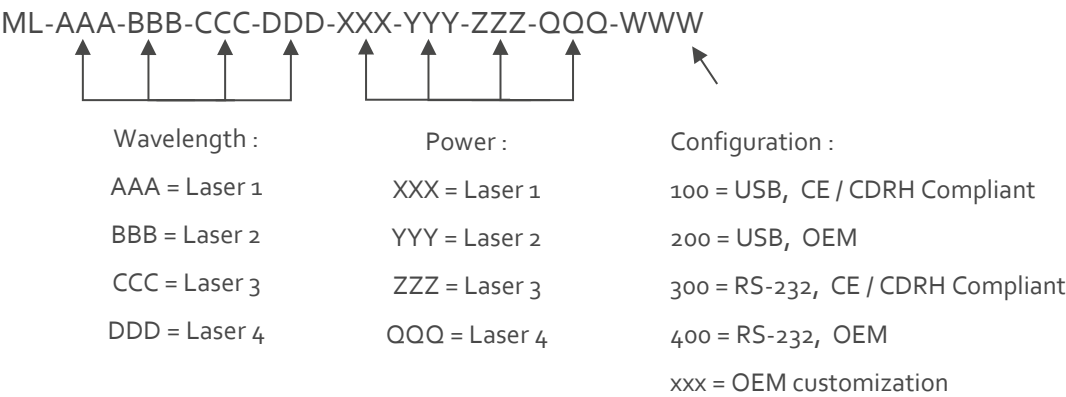 ML-AAA-BBB-CCC-DDD-XXX-YYY-ZZZ-QQQ-WWW
Wavelength :
AAA = Laser 1
BBB = Laser 2
CCC = Laser 3
DDD = Laser 4
Power :
XXX = Laser 1
YYY = Laser 2
ZZZ = Laser 3
QQQ = Laser 4
Configuration :
100 = USB, CE / CDRH Compliant
200 = USB, OEM
300 = RS-232, CE / CDRH Compliant
400 = RS-232, OEM
xxx = OEM customization